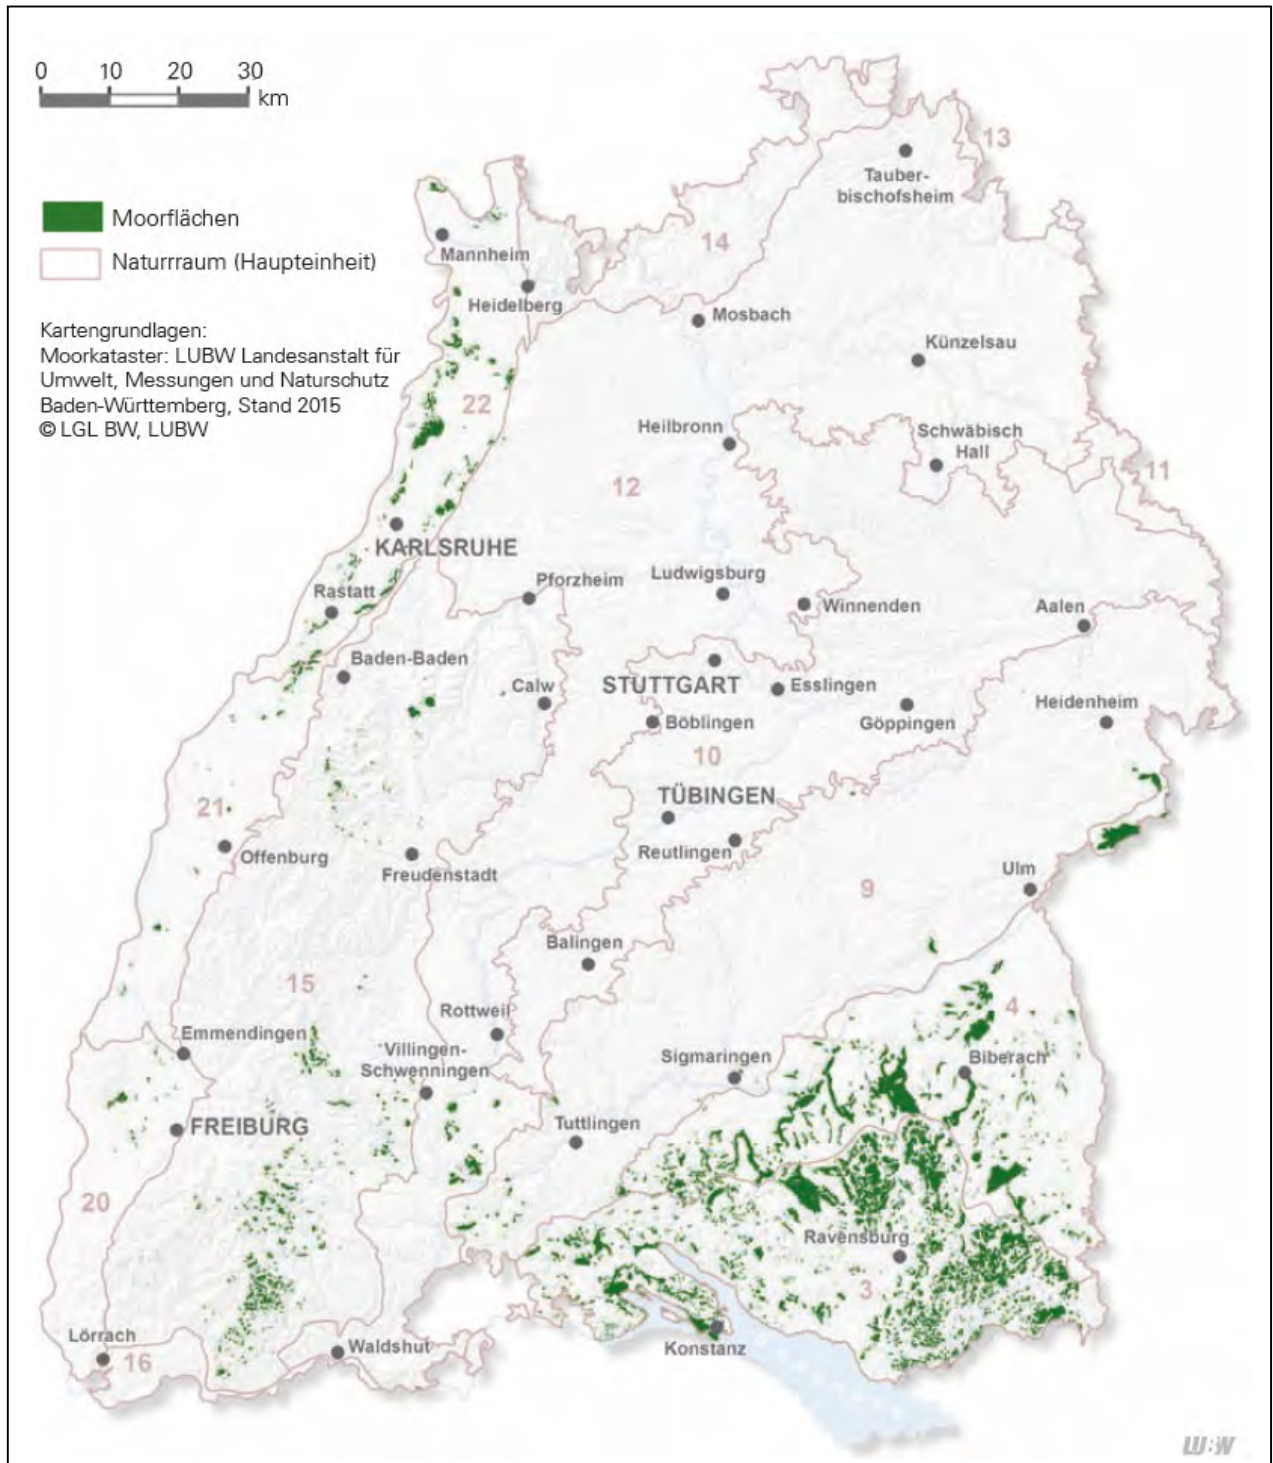 0 10 20 30
km
Moorflächen
Naturrraum (Haupteinheit)
Kartengrundlagen:
Moorkataster: LUBW Landesanstalt für
Umwelt, Messungen und Naturschutz
Baden-Württemberg, Stand 2015
© LGL BW, LUBW
13
Tauber-
bischofsheim
14
Mannheim
Heidelberg
Mosbach
Künzelsau
22
Heilbronn
Schwäbisch
Hall
11
12
KARLSRUHE
Pforzheim
Ludwigsburg
Rastatt
Winnenden
Aalen
Baden-Baden
Calw
STUTTGART
Esslingen
Heidenheim
Böblingen
Göppingen
10
TÜBINGEN
21
Offenburg
Reutlingen
Freudenstadt
Ulm
9
Balingen
15
4
Rottweil
Emmendingen
Villingen-
Schwenningen
Sigmaringen
Biberach
FREIBURG
Tuttlingen
20
Ravensburg
3
Lörrach
16
Waldshut
Konstanz
LUBW